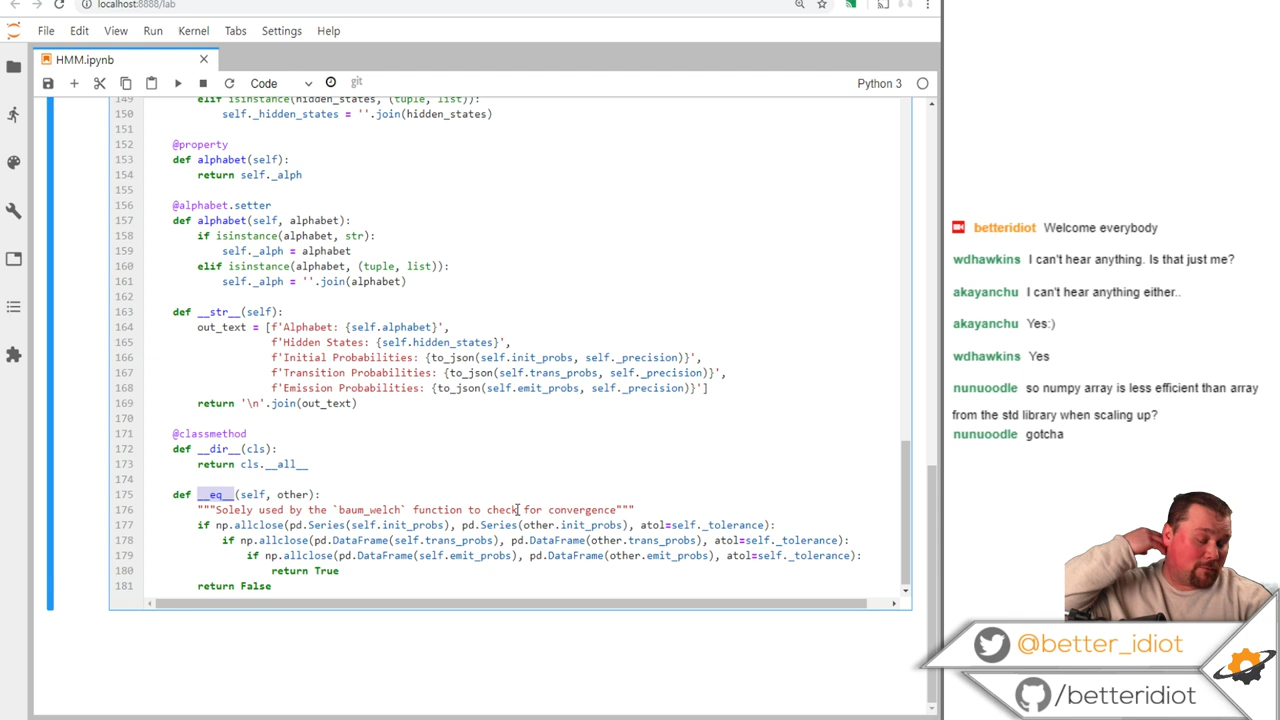 localhost:8888/lab
File Edit View Run Kernel Tabs Settings Help
HMM.ipynb
Code
git
Python 3
149 elif isinstance(hidden_states, (tuple, list)):
150 self._hidden_states = ''.join(hidden_states)
151
152 @property
153 def alphabet(self):
154 return self._alph
155
156 @alphabet.setter
157 def alphabet(self, alphabet):
158 if isinstance(alphabet, str):
159 self._alph = alphabet
160 elif isinstance(alphabet, (tuple, list)):
161 self._alph = ''.join(alphabet)
162
163 def __str__(self):
164 out_text = [f'Alphabet: {self.alphabet}',
165 f'Hidden States: {self.hidden_states}',
166 f'Initial Probabilities: {to_json(self.init_probs, self._precision)}',
167 f'Transition Probabilities: {to_json(self.trans_probs, self._precision)}',
168 f'Emission Probabilities: {to_json(self.emit_probs, self._precision)}']
169 return '\n'.join(out_text)
170
171 @classmethod
172 def __dir__(cls):
173 return cls.__all__
174
175 def __eq__(self, other):
176 """Solely used by the `baum_welch` function to check for convergence"""
177 if np.allclose(pd.Series(self.init_probs), pd.Series(other.init_probs), atol=self._tolerance):
178 if np.allclose(pd.DataFrame(self.trans_probs), pd.DataFrame(other.trans_probs), atol=self._tolerance):
179 if np.allclose(pd.DataFrame(self.emit_probs), pd.DataFrame(other.emit_probs), atol=self._tolerance):
180 return True
181 return False
betteridiot Welcome everybody
wdhawkins I can't hear anything. Is that just me?
akayanchu I can't hear anything either..
akayanchu Yes:)
wdhawkins Yes
nunuoodle so numpy array is less efficient than array
from the std library when scaling up?
nunuoodle gotcha
@better_idiot
/betteridiot